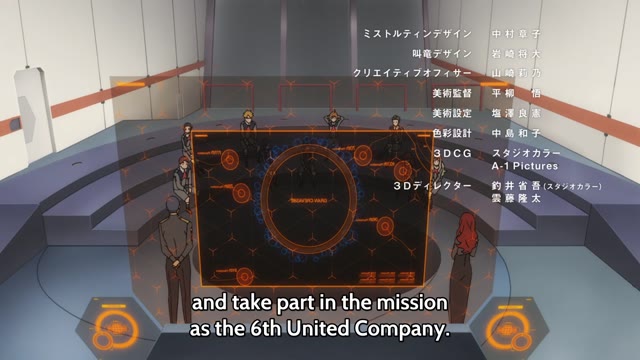 ミストルティンデザイン 中村章子
叫竜デザイン 岩崎将大
クリエイティブオフィサー 山崎莉乃
美術監督 平柳 悟
美術設定 塩澤良憲
色彩設計 中島和子
3DCG スタジオカラー
A-1 Pictures
3Dディレクター 釣井省吾(スタジオカラー)
雲藤隆太
and take part in the mission
as the 6th United Company.